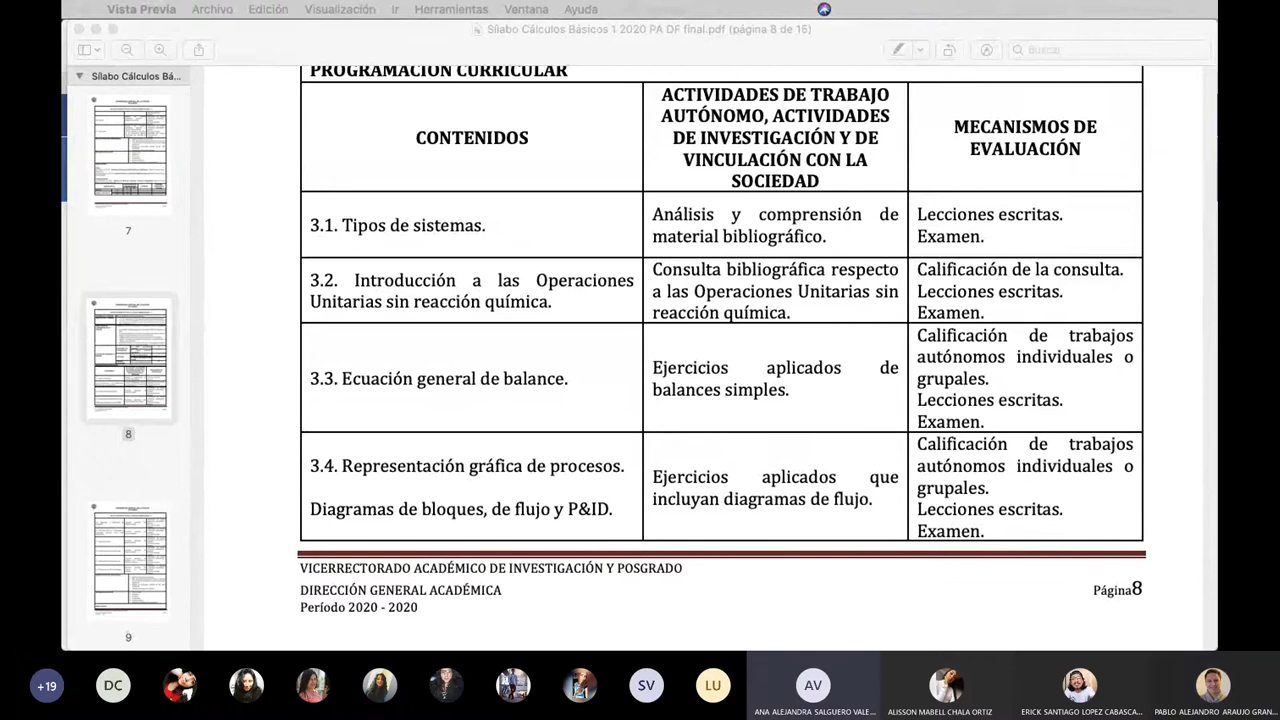 Vista Previa Archivo Edición Visualización Ir Herramientas Ventana Ayuda
Sílabo Cálculos Básicos 1 2020 PA DF final.pdf (página 8 de 15)
Buscar
Sílabo Cálculos Bá...
7
8
9
PROGRAMACIÓN CURRICULAR
CONTENIDOS
ACTIVIDADES DE TRABAJO
AUTÓNOMO, ACTIVIDADES
DE INVESTIGACIÓN Y DE
VINCULACIÓN CON LA
SOCIEDAD
MECANISMOS DE
EVALUACIÓN
3.1. Tipos de sistemas.
Análisis y comprensión de
material bibliográfico.
Lecciones escritas.
Examen.
3.2. Introducción a las Operaciones
Unitarias sin reacción química.
Consulta bibliográfica respecto
a las Operaciones Unitarias sin
reacción química.
Calificación de la consulta.
Lecciones escritas.
Examen.
3.3. Ecuación general de balance.
Ejercicios aplicados de
balances simples.
Calificación de trabajos
autónomos individuales o
grupales.
Lecciones escritas.
Examen.
3.4. Representación gráfica de procesos.
Diagramas de bloques, de flujo y P&ID.
Ejercicios aplicados que
incluyan diagramas de flujo.
Calificación de trabajos
autónomos individuales o
grupales.
Lecciones escritas.
Examen.
VICERRECTORADO ACADÉMICO DE INVESTIGACIÓN Y POSGRADO
DIRECCIÓN GENERAL ACADÉMICA
Período 2020 - 2020
Página8
+19
DC
SV
LU
AV
ANA ALEJANDRA SALGUERO VALE...
ALISSON MABELL CHALA ORTIZ
ERICK SANTIAGO LOPEZ CABASCA...
PABLO ALEJANDRO ARAUJO GRAN...